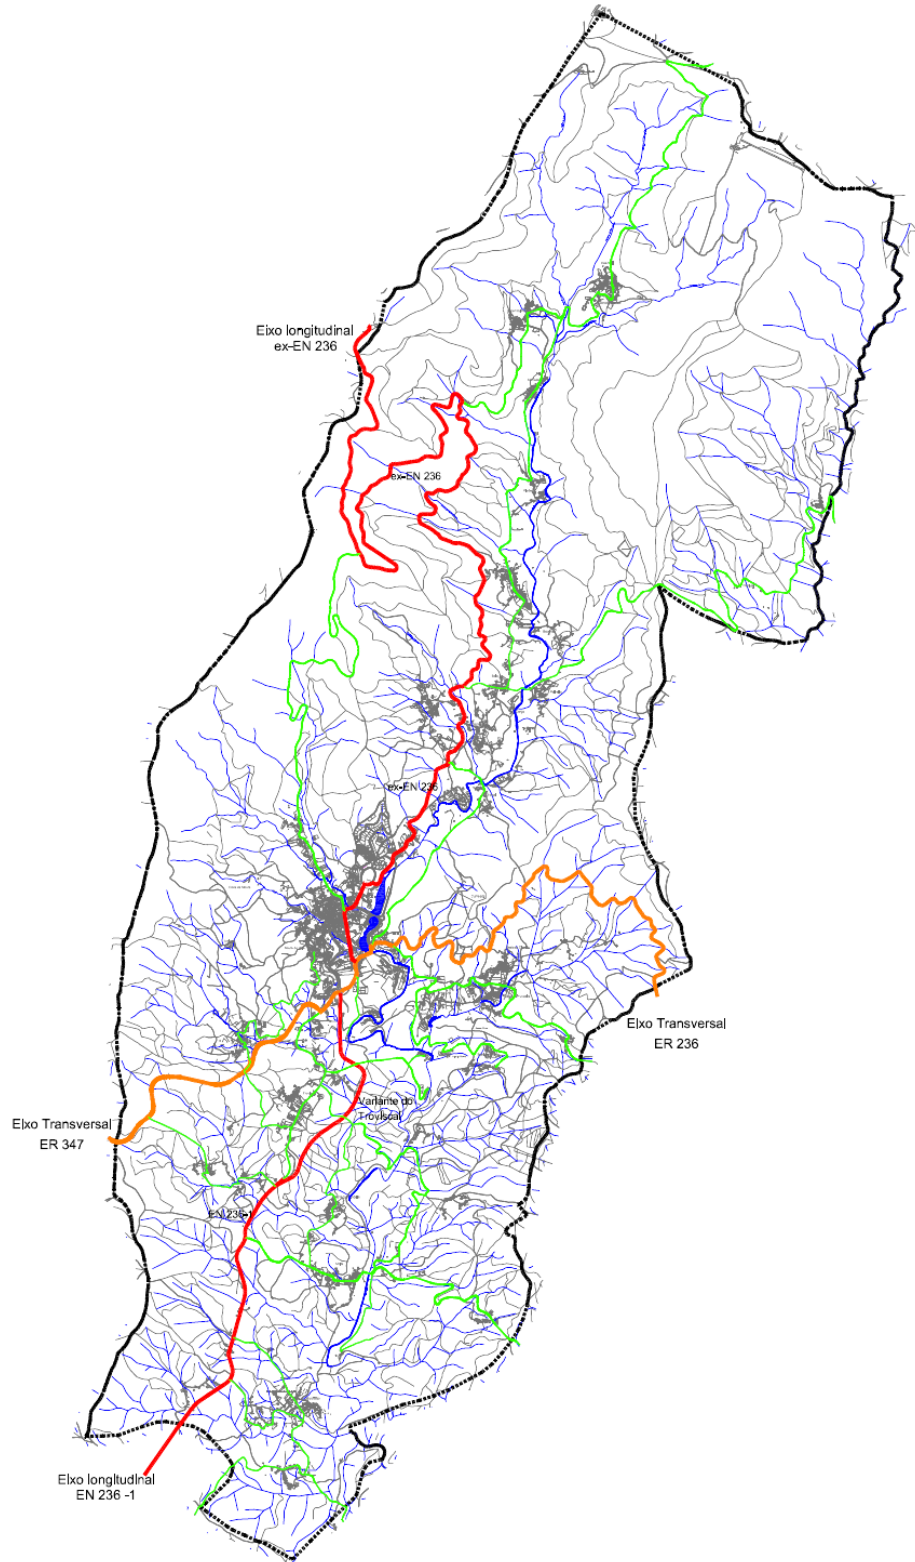 Eixo longitudinal
ex-EN 236
ex-EN 236
ex-EN 236
Eixo Transversal
ER 236
Variante do
Troviscal
Eixo Transversal
ER 347
EN 236-1
Eixo longitudinal
EN 236 -1